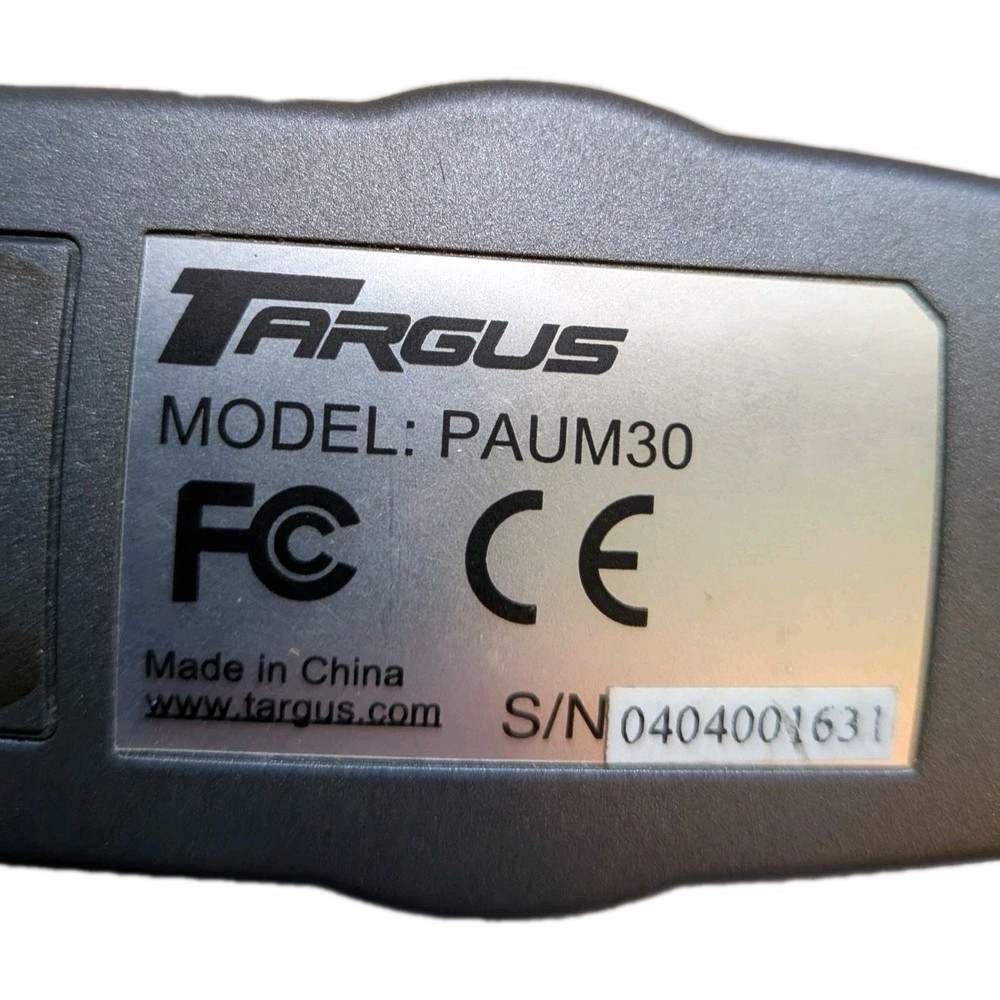 TARGUS
MODEL: PAUM30
FC CE
Made in China
www.targus.com
S/N 0404001631